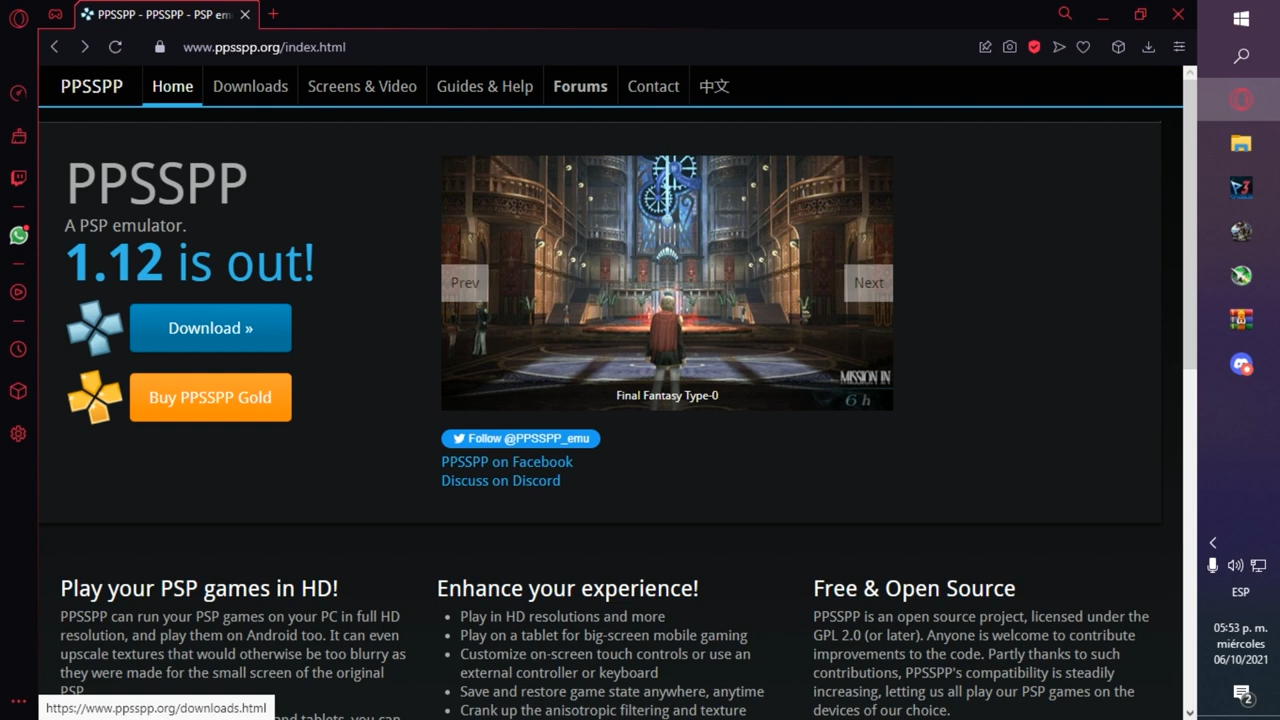 PPSSPP - PPSSPP - PSP em
www.ppsspp.org/index.html
PPSSPP
Home
Downloads
Screens & Video
Guides & Help
Forums
Contact
中文
PPSSPP
A PSP emulator.
1.12 is out!
Download »
Buy PPSSPP Gold
Prev
Next
MISSION IN
6 h
Final Fantasy Type-0
Follow @PPSSPP_emu
PPSSPP on Facebook
Discuss on Discord
Play your PSP games in HD!
PPSSPP can run your PSP games on your PC in full HD
resolution, and play them on Android too. It can even
upscale textures that would otherwise be too blurry as
they were made for the small screen of the original
PSP
and tablets, you can
Enhance your experience!
• Play in HD resolutions and more
• Play on a tablet for big-screen mobile gaming
• Customize on-screen touch controls or use an
external controller or keyboard
• Save and restore game state anywhere, anytime
• Crank up the anisotropic filtering and texture
Free & Open Source
PPSSPP is an open source project, licensed under the
GPL 2.0 (or later). Anyone is welcome to contribute
improvements to the code. Partly thanks to such
contributions, PPSSPP's compatibility is steadily
increasing, letting us all play our PSP games on the
devices of our choice.
https://www.ppsspp.org/downloads.html
P3
ESP
05:53 p. m.
miércoles
06/10/2021
2